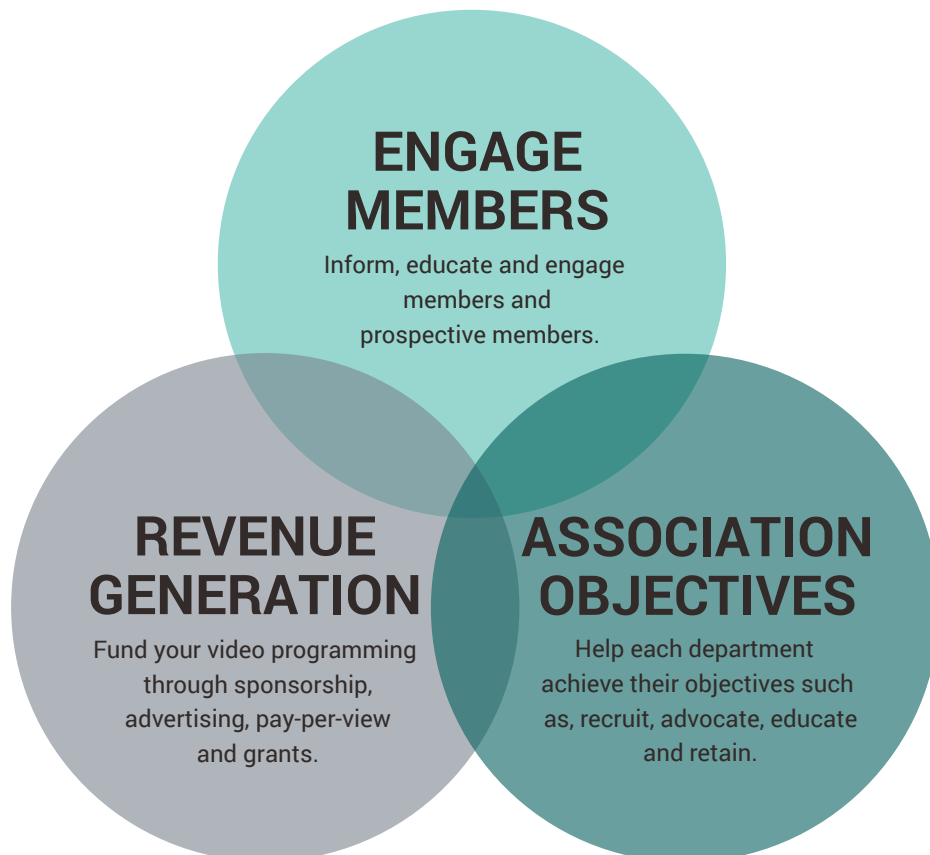 ENGAGE
MEMBERS
Inform, educate and engage
members and
prospective members.
REVENUE
GENERATION
Fund your video programming
through sponsorship,
advertising, pay-per-view
and grants.
ASSOCIATION
OBJECTIVES
Help each department
achieve their objectives such
as, recruit, advocate, educate
and retain.